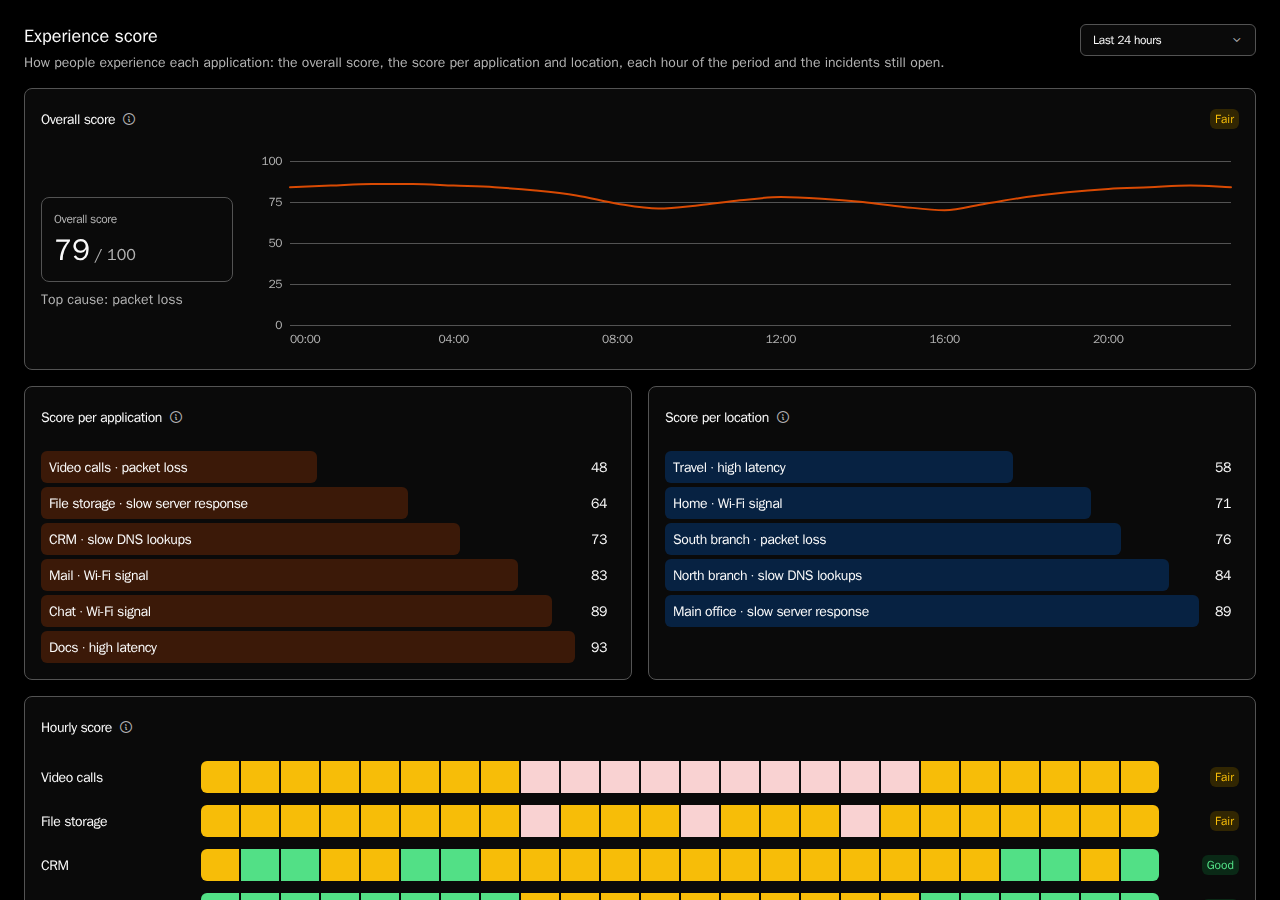 Experience score
Last 24 hours
How people experience each application: the overall score, the score per application and location, each hour of the period and the incidents still open.
Overall score
Fair
100
75
50
25
0
Overall score
79 / 100
Top cause: packet loss
00:00 04:00 08:00 12:00 16:00 20:00
Score per application
Video calls · packet loss 48
File storage · slow server response 64
CRM · slow DNS lookups 73
Mail · Wi-Fi signal 83
Chat · Wi-Fi signal 89
Docs · high latency 93
Score per location
Travel · high latency 58
Home · Wi-Fi signal 71
South branch · packet loss 76
North branch · slow DNS lookups 84
Main office · slow server response 89
Hourly score
Video calls Fair
File storage Fair
CRM Good